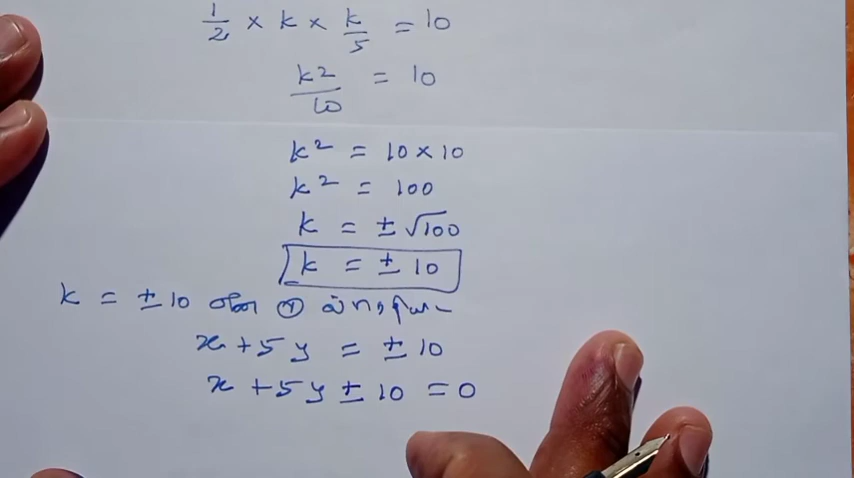 1/2 × k × k/5 = 10
k²/10 = 10
k² = 10 × 10
k² = 100
k = ±√100
k = ± 10
k = ± 10
x + 5y = ± 10
x + 5y ± 10 = 0